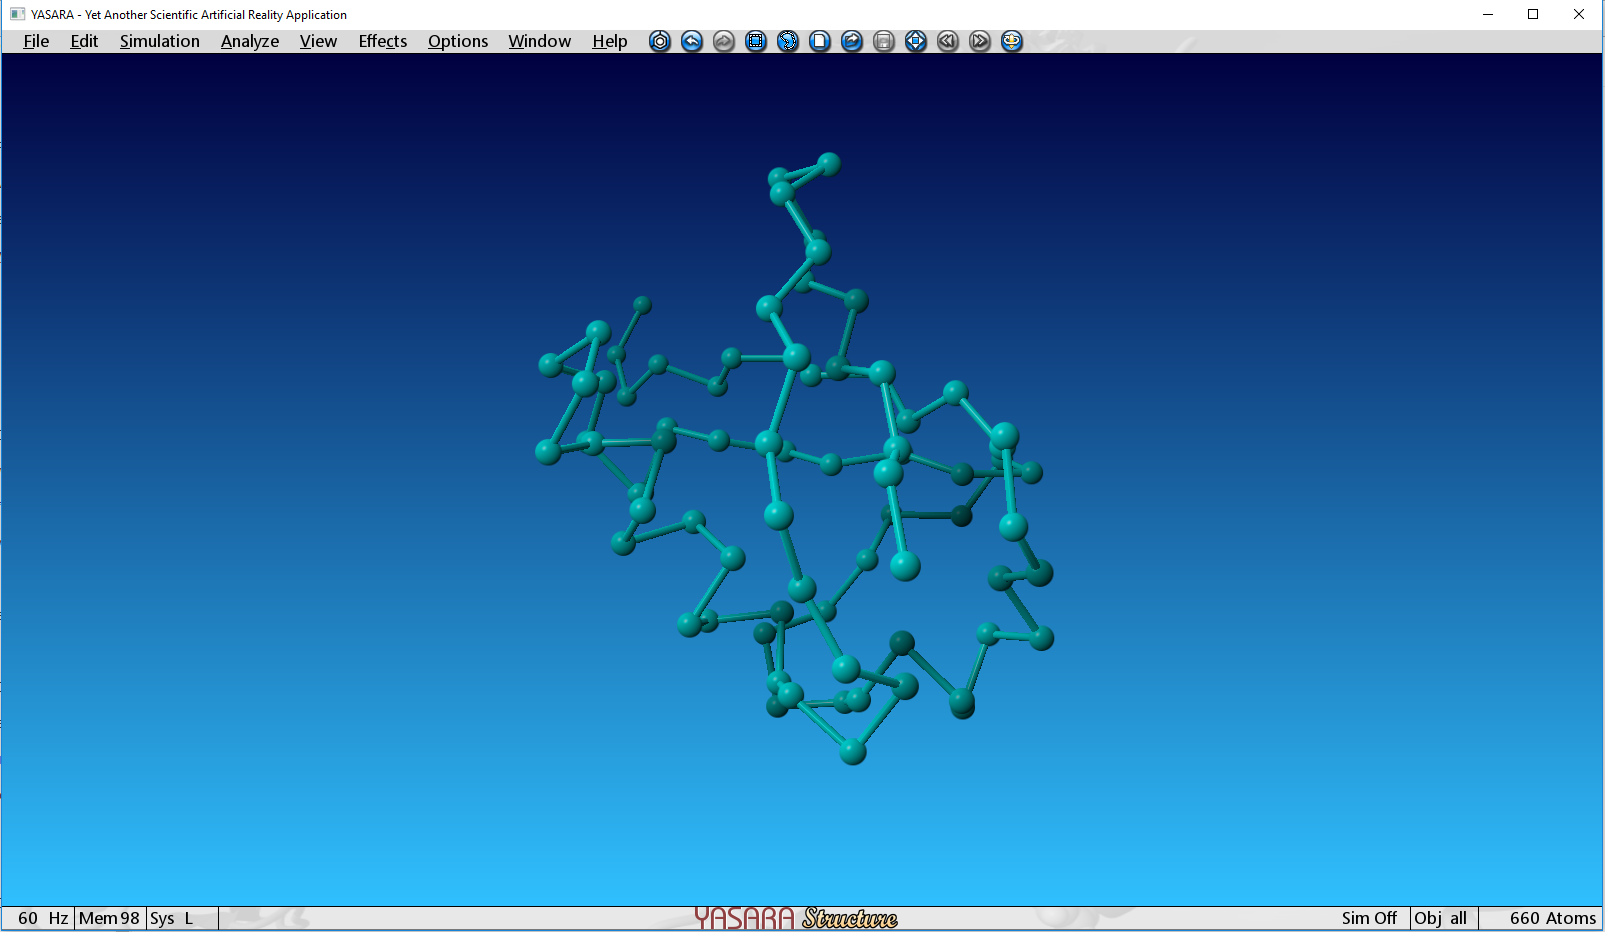 YASARA - Yet Another Scientific Artificial Reality Application
File Edit Simulation Analyze View Effects Options Window Help
60 Hz Mem 98 Sys L YASARA Structure Sim Off Obj all 660 Atoms